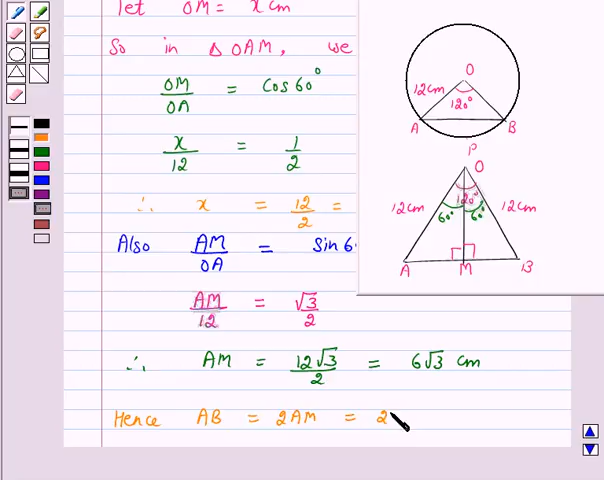 let OM = x cm
So in Δ OAM, we
OM/OA = Cos 60°
x/12 = 1/2
∴ x = 12/2 =
Also AM/OA = Sin 6
AM/12 = √3/2
∴ AM = 12√3/2 = 6√3 cm
Hence AB = 2AM = 2
O
12cm
120°
A B
P
O
120°
12cm 60° 60° 12cm
A M B